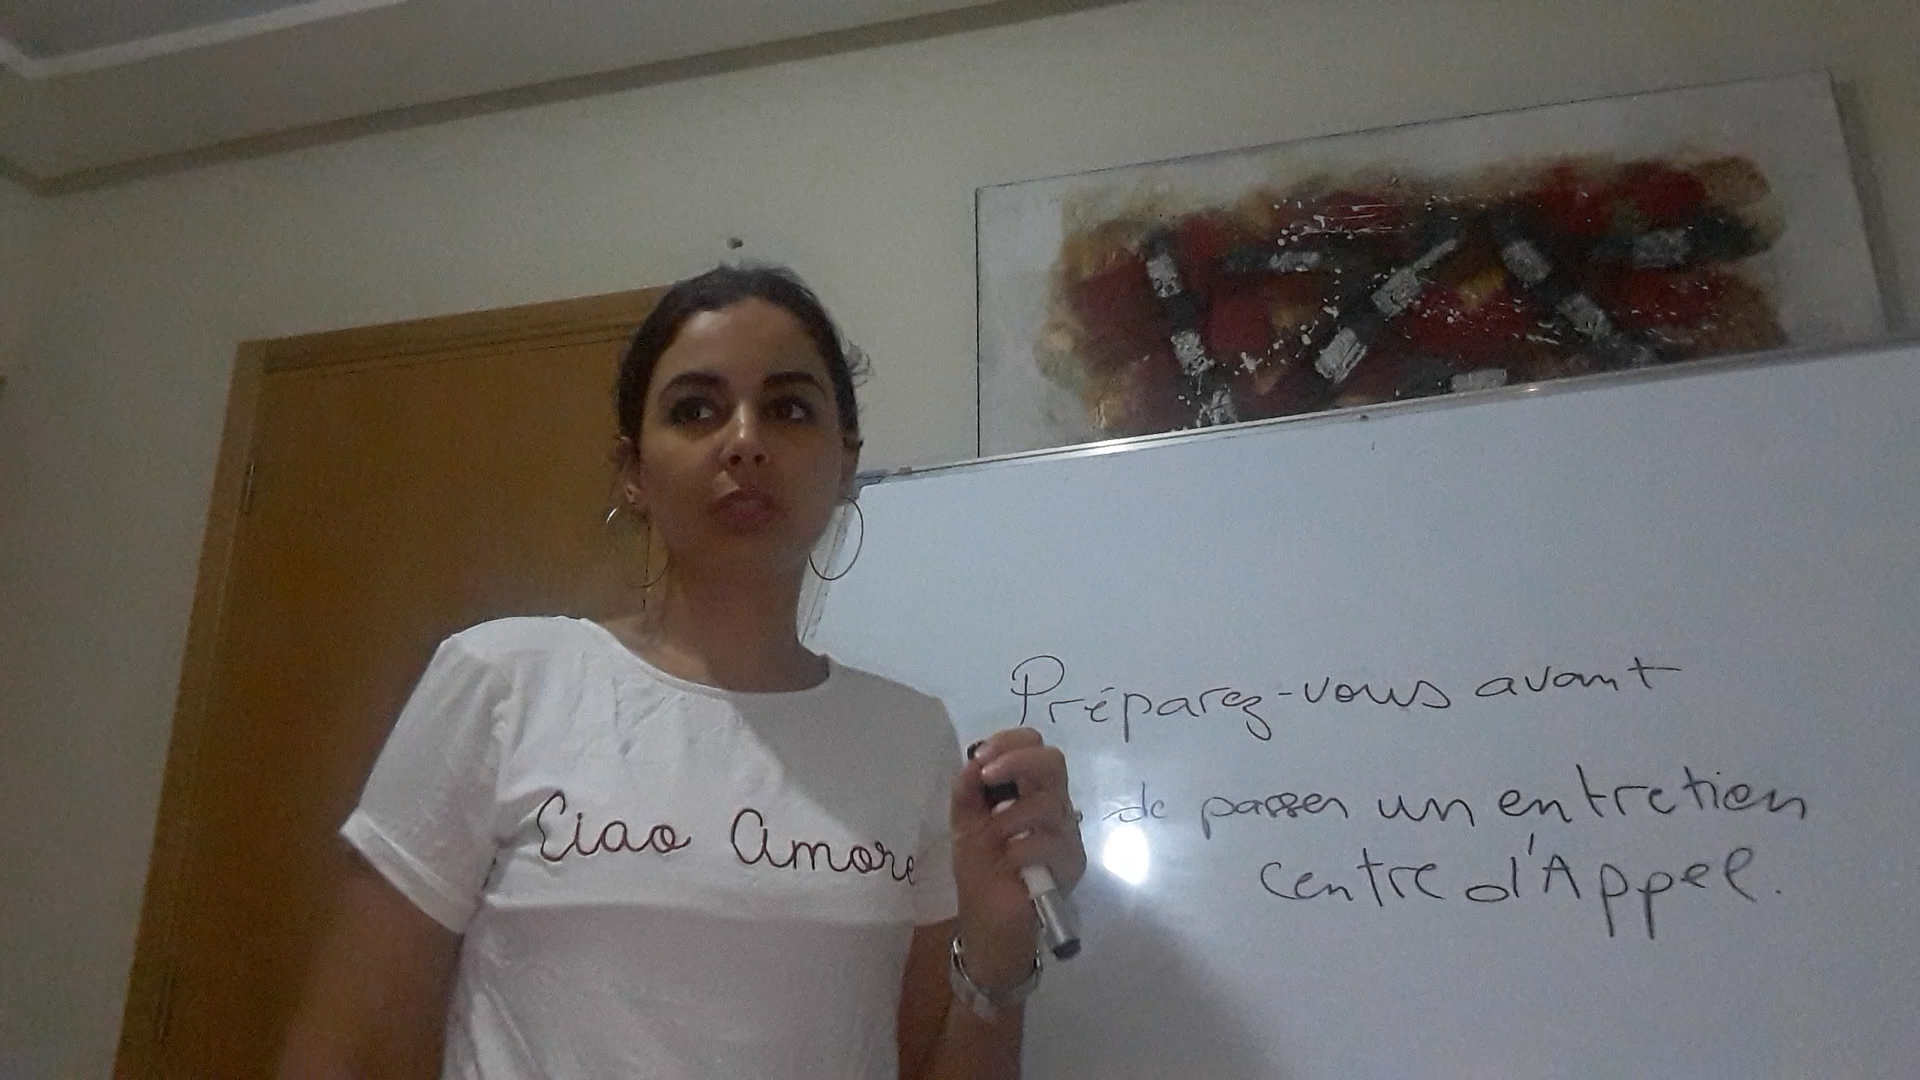 Ciao Amore
Préparez-vous avant
de passer un entretien
centre d'Appel.